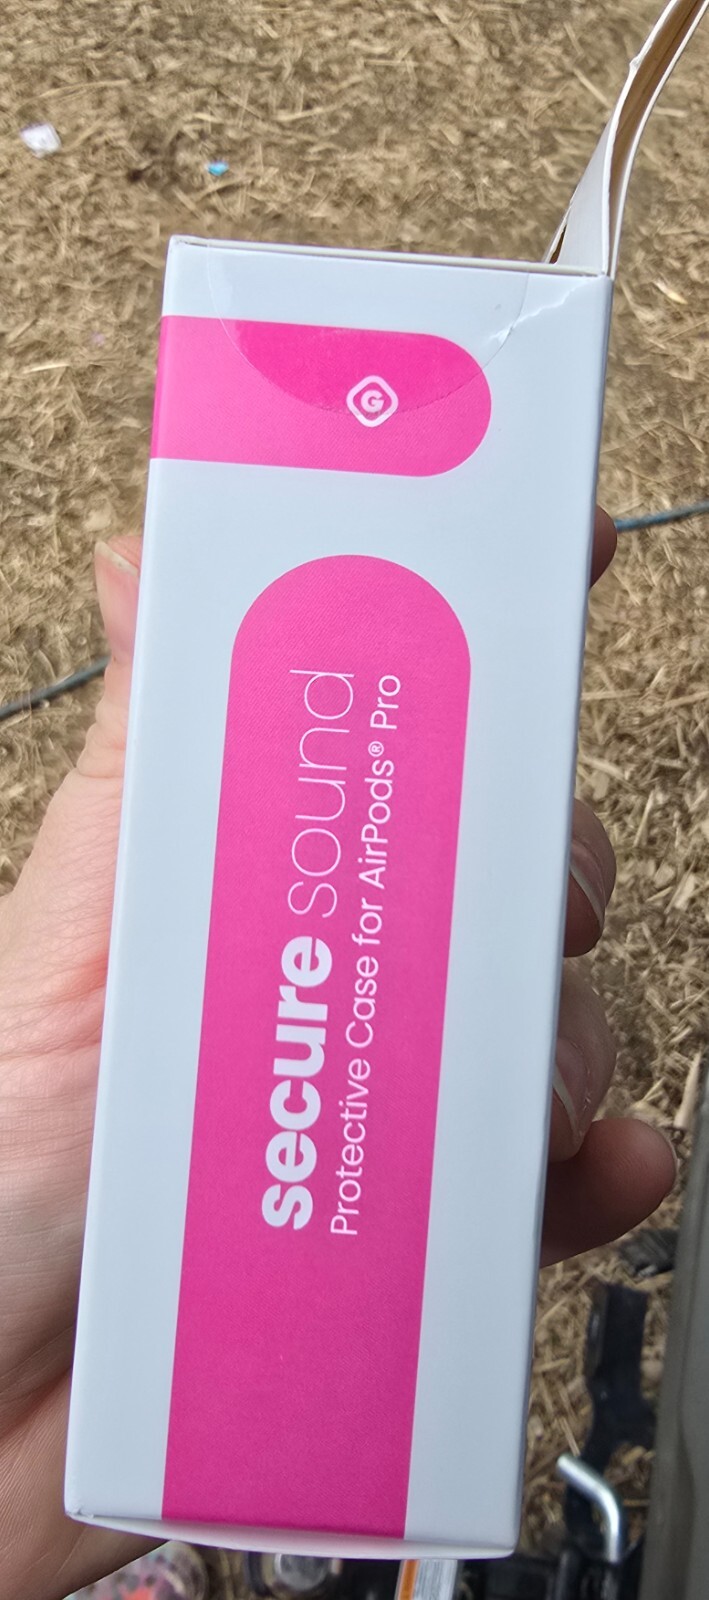 G
secure sound
Protective Case for AirPods® Pro